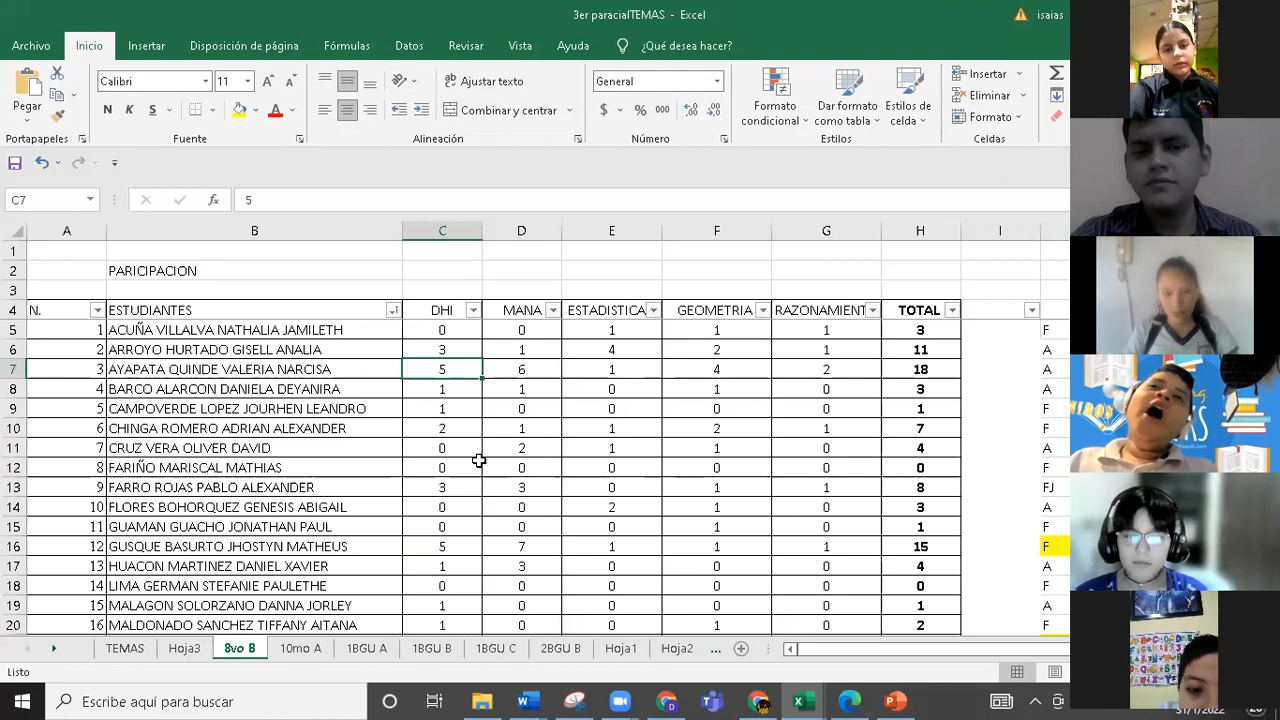 3er paracialTEMAS - Excel
isaias
Archivo Inicio Insertar Disposición de página Fórmulas Datos Revisar Vista Ayuda ¿Qué desea hacer?
Pegar
Calibri 11
N K S
Ajustar texto
Combinar y centrar
General
$ % 000
Formato condicional
Dar formato como tabla
Estilos de celda
Insertar
Eliminar
Formato
Portapapeles Fuente Alineación Número Estilos Celdas
C7 fx 5
A B C D E F G H I
1
2 PARICIPACION
3
4 N. ESTUDIANTES DHI MANA ESTADISTICA GEOMETRIA RAZONAMIENT TOTAL
5 1 ACUÑA VILLALVA NATHALIA JAMILETH 0 0 1 1 1 3 F
6 2 ARROYO HURTADO GISELL ANALIA 3 1 4 2 1 11 A
7 3 AYAPATA QUINDE VALERIA NARCISA 5 6 1 4 2 18 A
8 4 BARCO ALARCON DANIELA DEYANIRA 1 1 0 1 0 3 A
9 5 CAMPOVERDE LOPEZ JOURHEN LEANDRO 1 0 0 0 0 1 F
10 6 CHINGA ROMERO ADRIAN ALEXANDER 2 1 1 2 1 7 F
11 7 CRUZ VERA OLIVER DAVID 0 2 1 1 0 4 A
12 8 FARIÑO MARISCAL MATHIAS 0 0 0 0 0 0 F
13 9 FARRO ROJAS PABLO ALEXANDER 3 3 0 1 1 8 FJ
14 10 FLORES BOHORQUEZ GENESIS ABIGAIL 0 0 2 1 0 3 F
15 11 GUAMAN GUACHO JONATHAN PAUL 0 0 0 1 0 1 F
16 12 GUSQUE BASURTO JHOSTYN MATHEUS 5 7 1 1 1 15 F
17 13 HUACON MARTINEZ DANIEL XAVIER 1 3 0 0 0 4 A
18 14 LIMA GERMAN STEFANIE PAULETHE 0 0 0 0 0 0 F
19 15 MALAGON SOLORZANO DANNA JORLEY 1 0 0 0 0 1 A
20 16 MALDONADO SANCHEZ TIFFANY AITANA 1 0 0 1 0 2 F
TEMAS Hoja3 8vo B 10mo A 1BGU A 1BGU B 1BGU C 2BGU B Hoja1 Hoja2 ...
Listo
Escribe aquí para buscar
31/1/2022